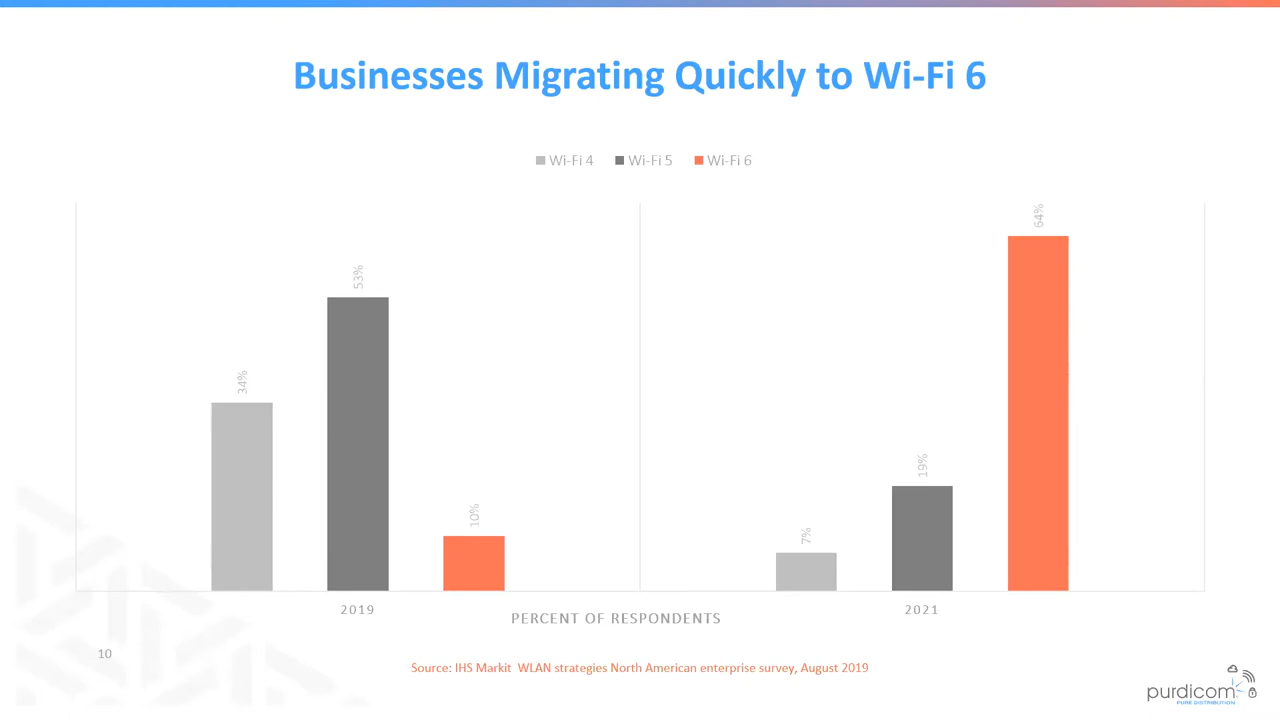 Businesses Migrating Quickly to Wi-Fi 6
Wi-Fi 4 Wi-Fi 5 Wi-Fi 6
34%
53%
10%
7%
19%
64%
2019
2021
PERCENT OF RESPONDENTS
10
Source: IHS Markit WLAN strategies North American enterprise survey, August 2019
purdicom
PURE DISTRIBUTION